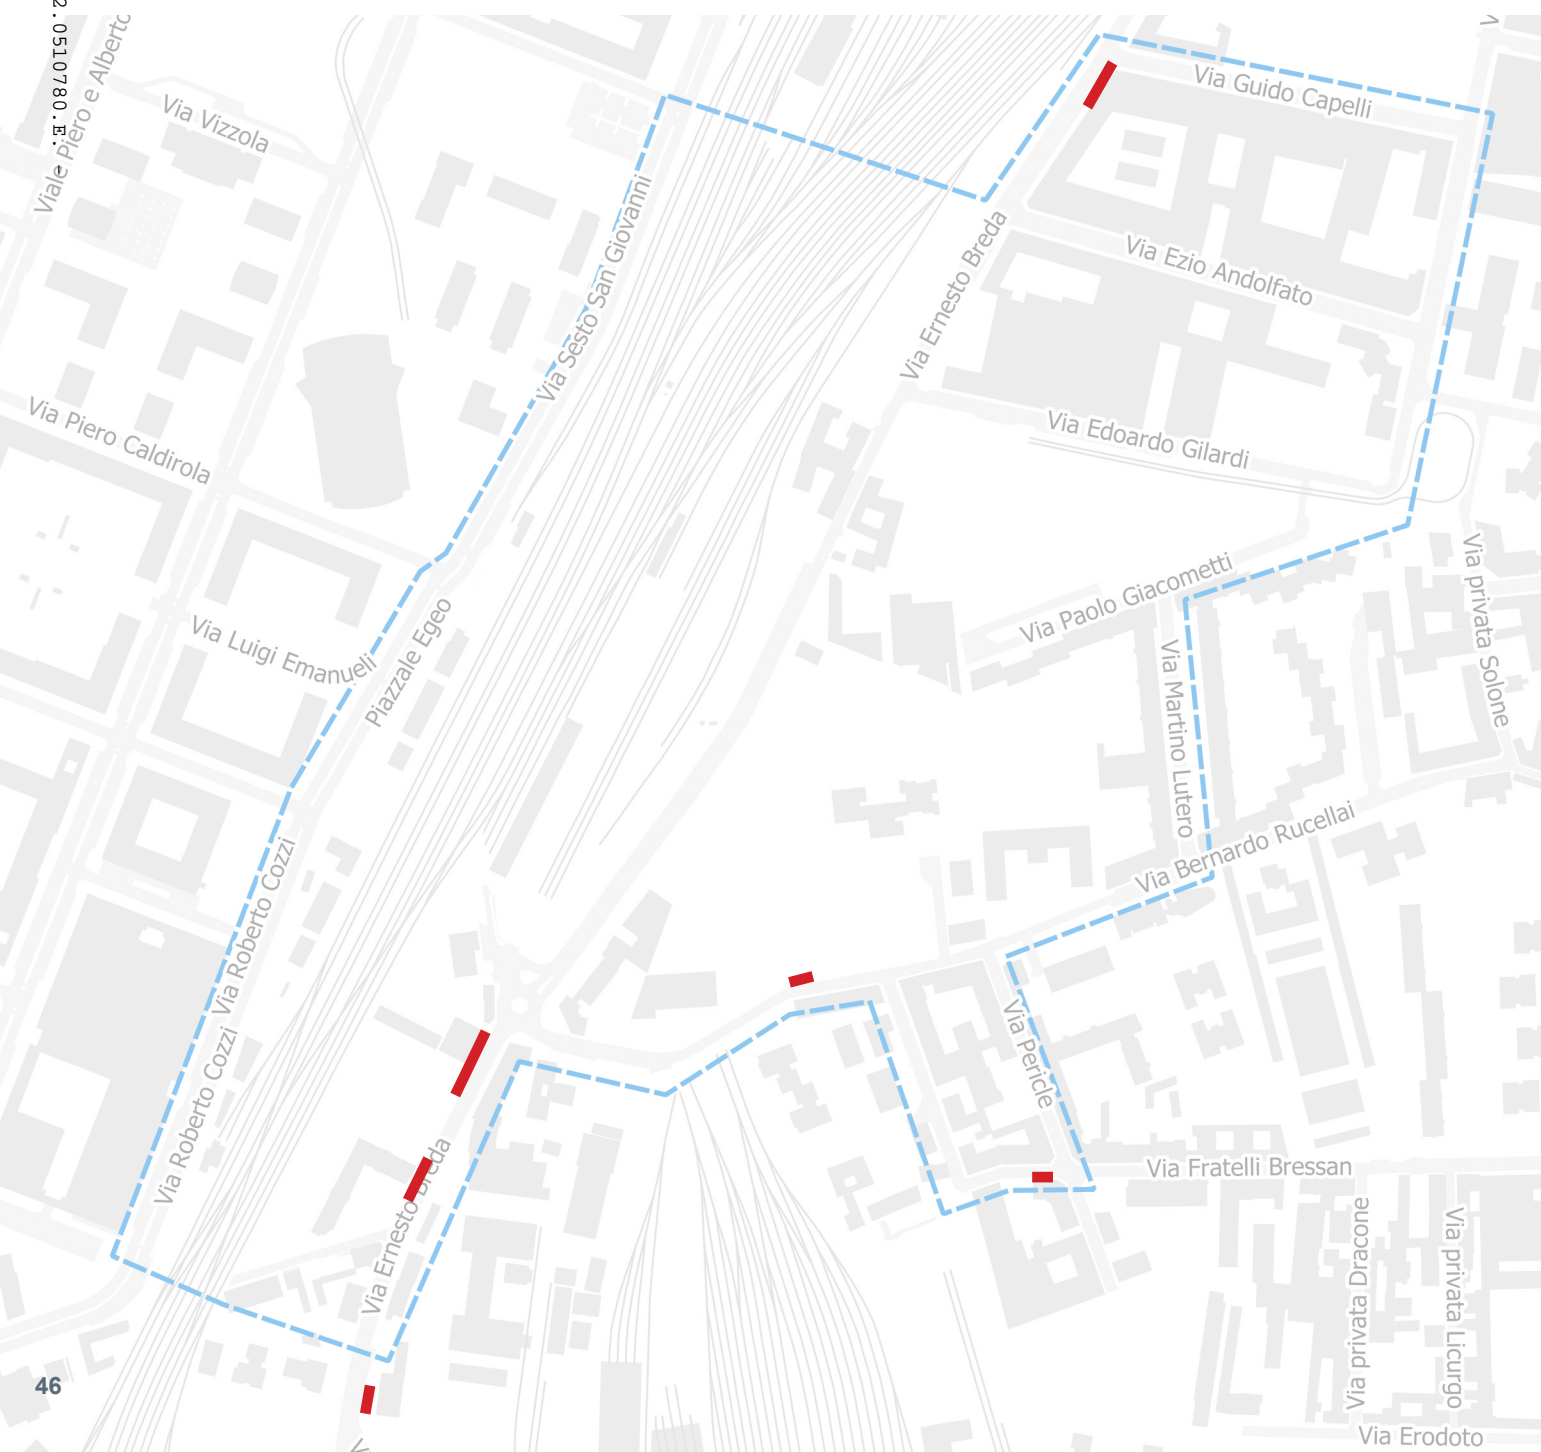 2.0510780.E. -
Viale Piero e Alberto
Via Vizzola
Via Guido Capelli
Via Sesto San Giovanni
Via Ernesto Breda
Via Ezio Andolfato
Via Piero Caldirola
Via Edoardo Gilardi
Via Luigi Emanueli
Piazzale Egeo
Via Paolo Giacometti
Via privata Solone
Via Martino Lutero
Via Bernardo Rucellai
Via Roberto Cozzi
Via Roberto Cozzi
Via Pericle
Via Ernesto Breda
Via Fratelli Bressan
Via privata Dracone
Via privata Licurgo
46
Via Erodoto